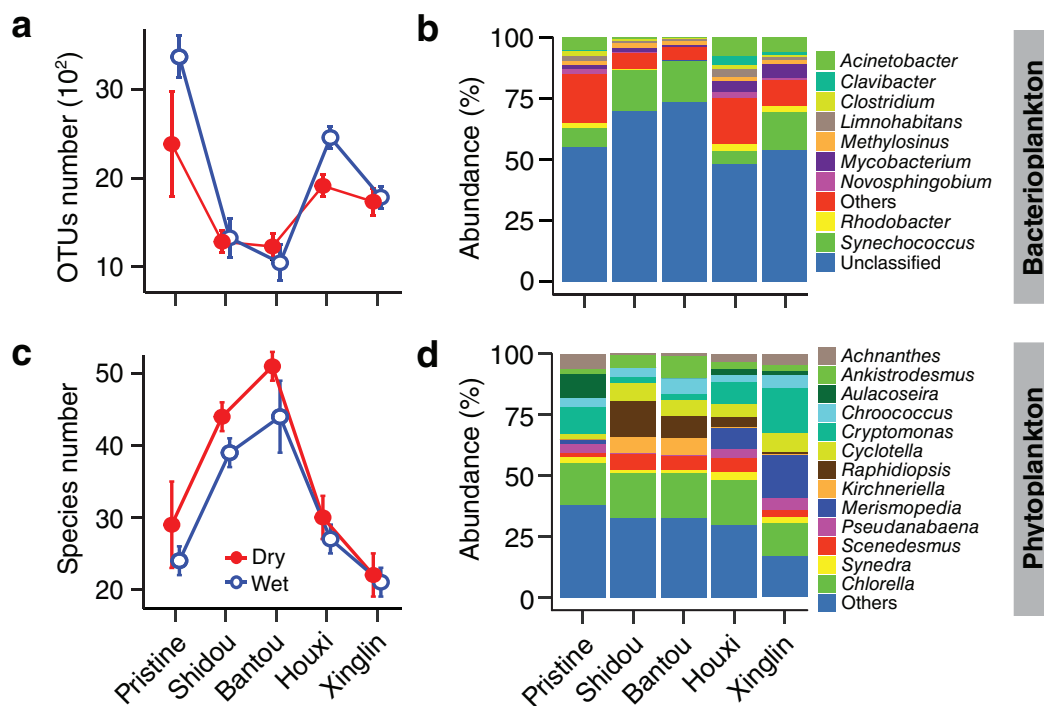 a
OTUs number (10²)
30
20
10
b
Abundance (%)
100
75
50
25
0
Acinetobacter
Clavibacter
Clostridium
Limnohabitans
Methylosinus
Mycobacterium
Novosphingobium
Others
Rhodobacter
Synechococcus
Unclassified
Bacterioplankton
c
Species number
50
40
30
20
Dry
Wet
Pristine
Shidou
Bantou
Houxi
Xinglin
d
Abundance (%)
100
75
50
25
0
Achnanthes
Ankistrodesmus
Aulacoseira
Chroococcus
Cryptomonas
Cyclotella
Raphidiopsis
Kirchneriella
Merismopedia
Pseudanabaena
Scenedesmus
Synedra
Chlorella
Others
Pristine
Shidou
Bantou
Houxi
Xinglin
Phytoplankton